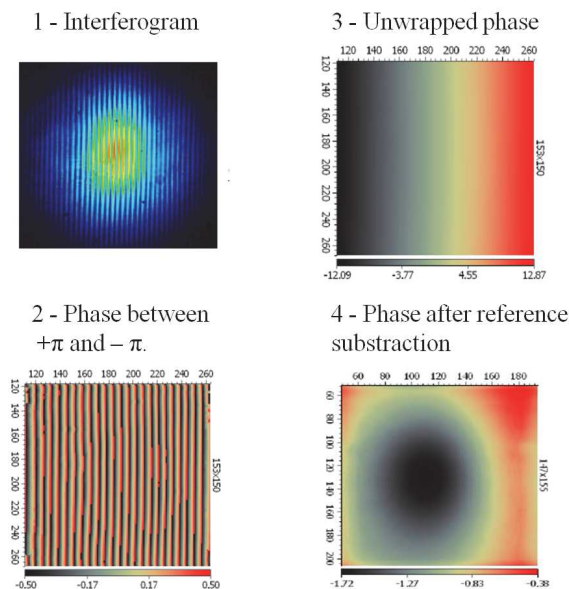 1 - Interferogram
3 - Unwrapped phase
120 140 160 180 200 220 240 260
120
140
160
180
200
220
240
260
153x150
-12.09 -3.77 4.55 12.87
2 - Phase between
+π and – π.
120 140 160 180 200 220 240 260
120
140
160
180
200
220
240
260
153x150
-0.50 -0.17 0.17 0.50
4 - Phase after reference
substraction
60 80 100 120 140 160 180
60
80
100
120
140
160
180
200
147x155
-1.72 -1.27 -0.83 -0.38